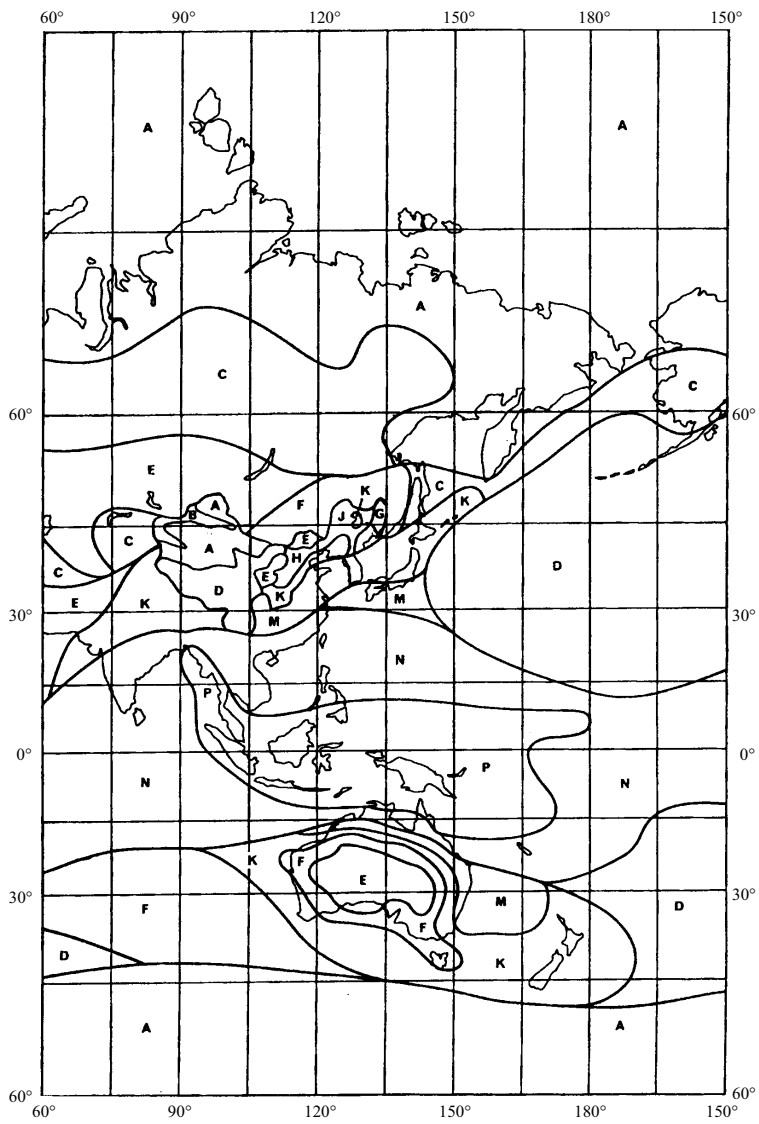 60° 90° 120° 150° 180° 150°
A A
A
C C
60° 60°
E A K C
B F J G K
C A E
H D
C E
D K
E K M M
30° 30°
N
P
0° P 0°
N N
K F
E
30° M 30°
F F D
D K
A A
60° 60°
60° 90° 120° 150° 180° 150°